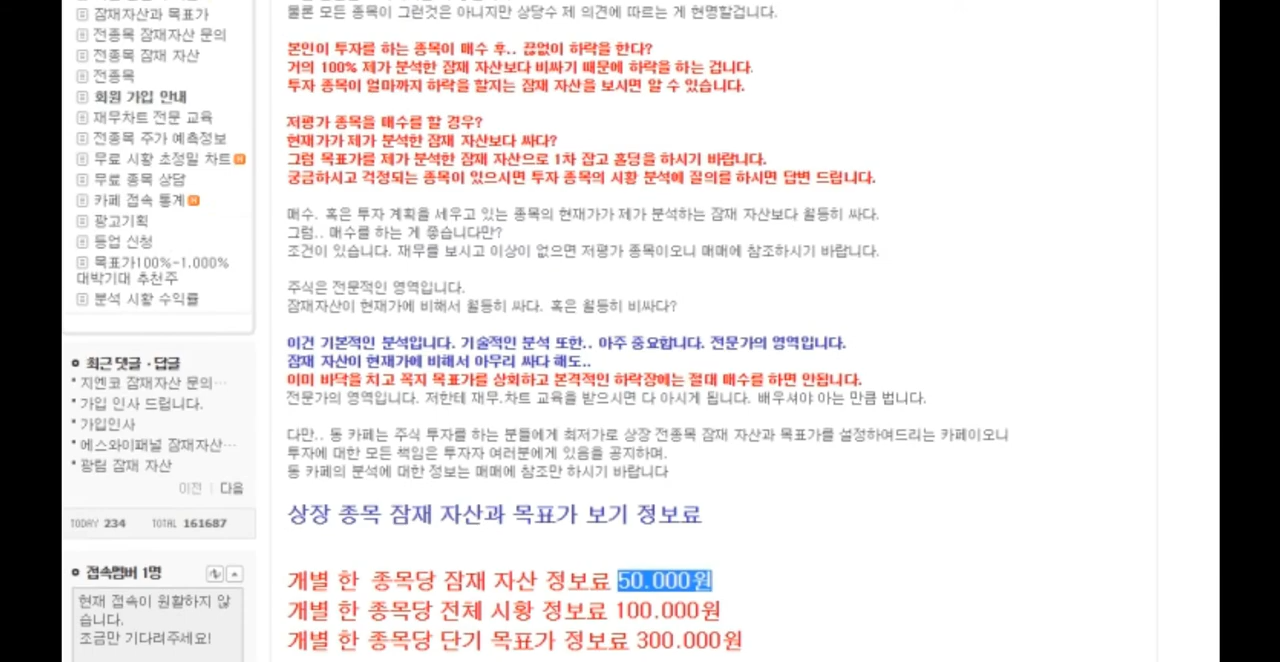 잠재자산과 목표가
전종목 잠재자산 문의
전종목 잠재 자산
전종목
회원 가입 안내
재무차트 전문 교육
전종목 주가 예측정보
무료 시황 초정밀 차트
무료 종목 상담
카페 접속 통계
광고기획
등업 신청
목표가100%~1.000%
대박기대 추천주
분석 시황 수익률
최근 댓글 · 답글
지엔코 잠재자산 문의…
가입 인사 드립니다.
가입인사
에스와이패널 잠재자산…
광림 잠재 자산
이전 | 다음
TODAY 234 TOTAL 161687
접속멤버 1명
현재 접속이 원활하지 않
습니다.
조금만 기다려주세요!
물론 모든 종목이 그런것은 아니지만 상당수 제 의견에 따르는 게 현명할겁니다.
본인이 투자를 하는 종목이 매수 후.. 끝없이 하락을 한다?
거의 100% 제가 분석한 잠재 자산보다 비싸기 때문에 하락을 하는 겁니다.
투자 종목이 얼마까지 하락을 할지는 잠재 자산을 보시면 알 수 있습니다.
저평가 종목을 매수를 할 경우?
현재가가 제가 분석한 잠재 자산보다 싸다?
그럼 목표가를 제가 분석한 잠재 자산으로 1차 잡고 홀딩을 하시기 바랍니다.
궁금하시고 걱정되는 종목이 있으시면 투자 종목의 시황 분석에 질의를 하시면 답변 드립니다.
매수. 혹은 투자 계획을 세우고 있는 종목의 현재가가 제가 분석하는 잠재 자산보다 월등히 싸다.
그럼.. 매수를 하는 게 좋습니다만?
조건이 있습니다. 재무를 보시고 이상이 없으면 저평가 종목이오니 매매에 참조하시기 바랍니다.
주식은 전문적인 영역입니다.
잠재자산이 현재가에 비해서 월등히 싸다. 혹은 월등히 비싸다?
이건 기본적인 분석입니다. 기술적인 분석 또한.. 아주 중요합니다. 전문가의 영역입니다.
잠재 자산이 현재가에 비해서 아무리 싸다 해도..
이미 바닥을 치고 꼭지 목표가를 상회하고 본격적인 하락장에는 절대 매수를 하면 안됩니다.
전문가의 영역입니다. 저한테 재무.차트 교육을 받으시면 다 아시게 됩니다. 배우셔야 아는 만큼 법니다.
다만.. 동 카페는 주식 투자를 하는 분들에게 최저가로 상장 전종목 잠재 자산과 목표가를 설정하여드리는 카페이오니
투자에 대한 모든 책임은 투자자 여러분에게 있음을 공지하며.
동 카페의 분석에 대한 정보는 매매에 참조만 하시기 바랍니다
상장 종목 잠재 자산과 목표가 보기 정보료
개별 한 종목당 잠재 자산 정보료 50.000원
개별 한 종목당 전체 시황 정보료 100.000원
개별 한 종목당 단기 목표가 정보료 300.000원